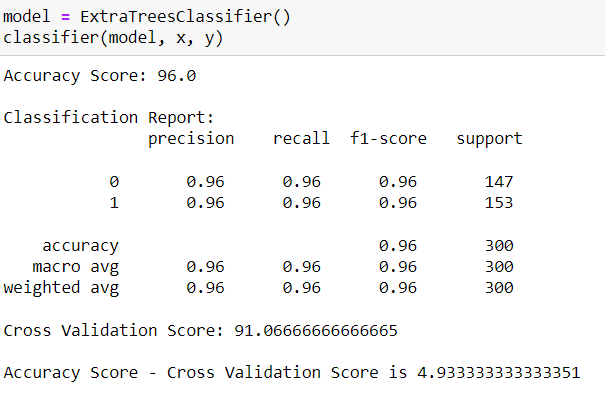 model = ExtraTreesClassifier()
classifier(model, x, y)
Accuracy Score: 96.0
Classification Report:
precision recall f1-score support
0 0.96 0.96 0.96 147
1 0.96 0.96 0.96 153
accuracy 0.96 300
macro avg 0.96 0.96 0.96 300
weighted avg 0.96 0.96 0.96 300
Cross Validation Score: 91.06666666666665
Accuracy Score - Cross Validation Score is 4.933333333333351